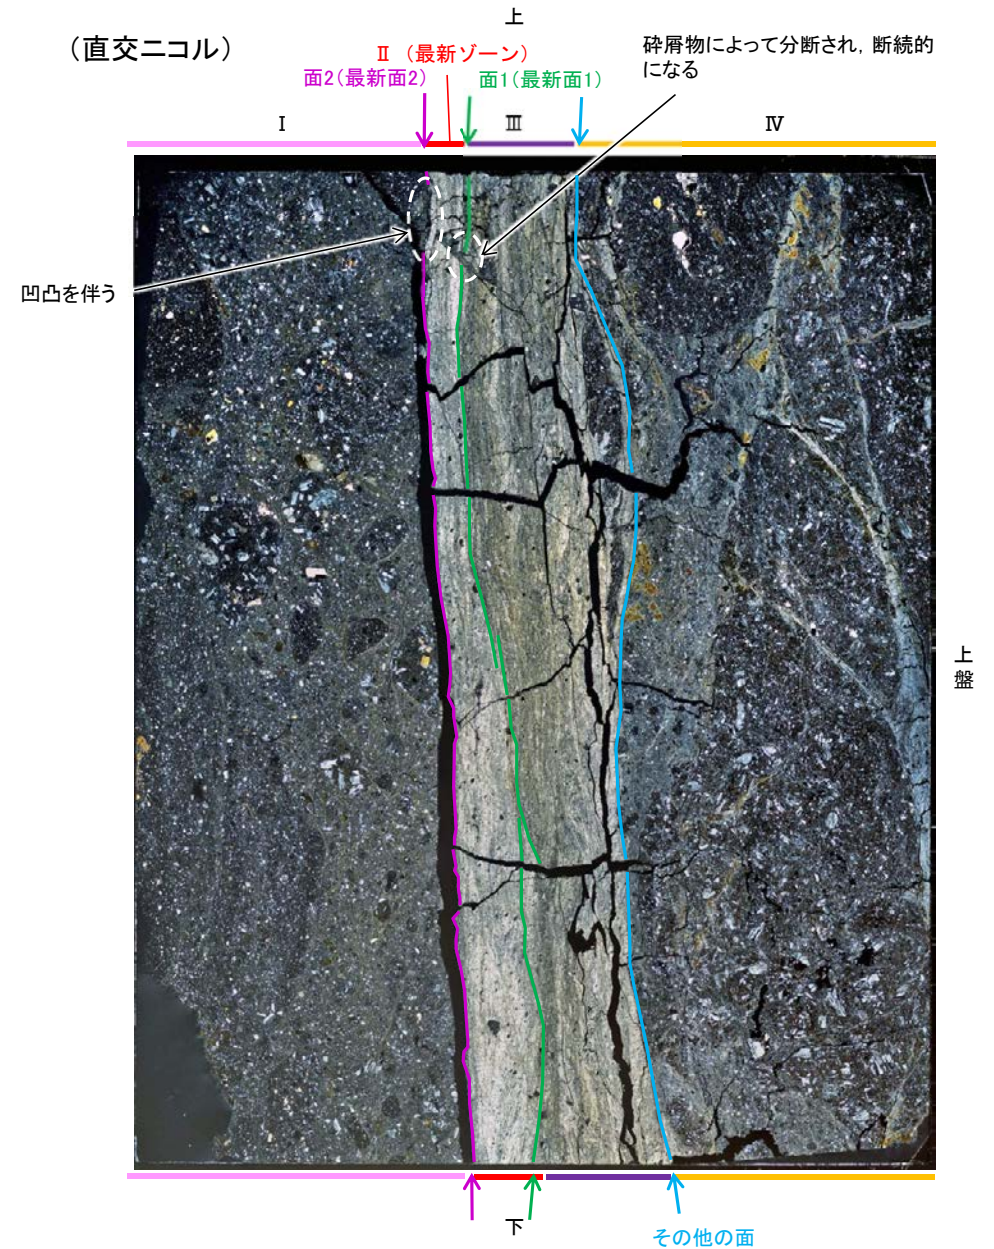 上
(直交ニコル)
Ⅱ (最新ゾーン)
砕屑物によって分断され,断続的
になる
面2(最新面2)
面1(最新面1)
Ⅰ
Ⅲ
Ⅳ
凹凸を伴う
上
盤
下
その他の面